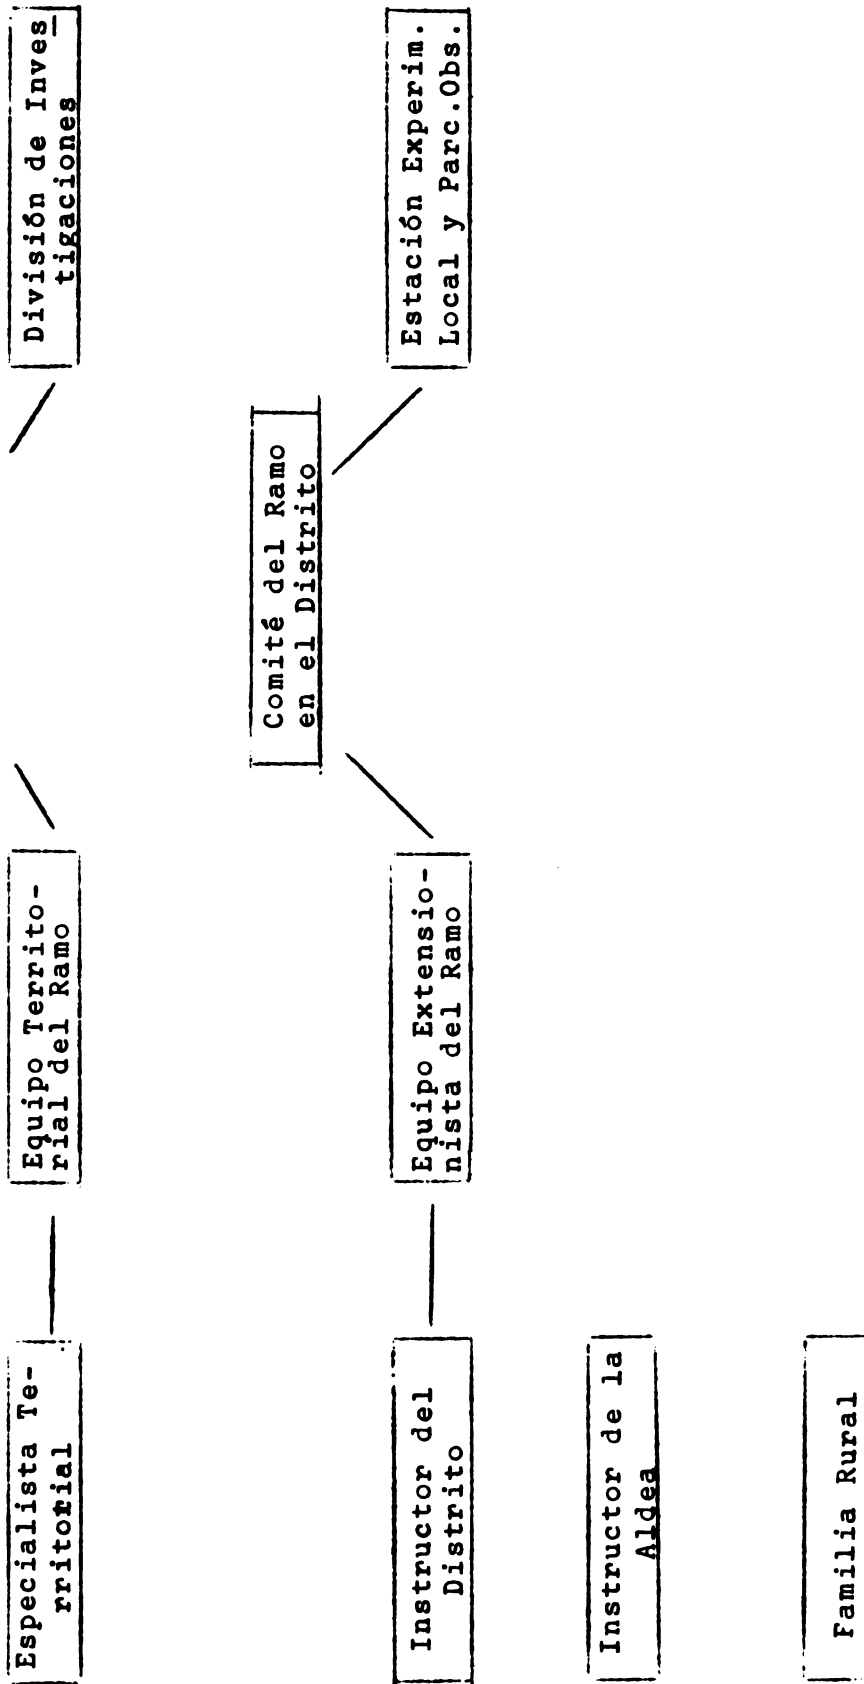 Especialista Te-
rritorial
Equipo Territo-
rial del Ramo
División de Inves
tigaciones
Comité del Ramo
en el Distrito
Instructor del
Distrito
Equipo Extensio-
nista del Ramo
Estación Experim.
Local y Parc.Obs.
Instructor de la
Aldea
Familia Rural